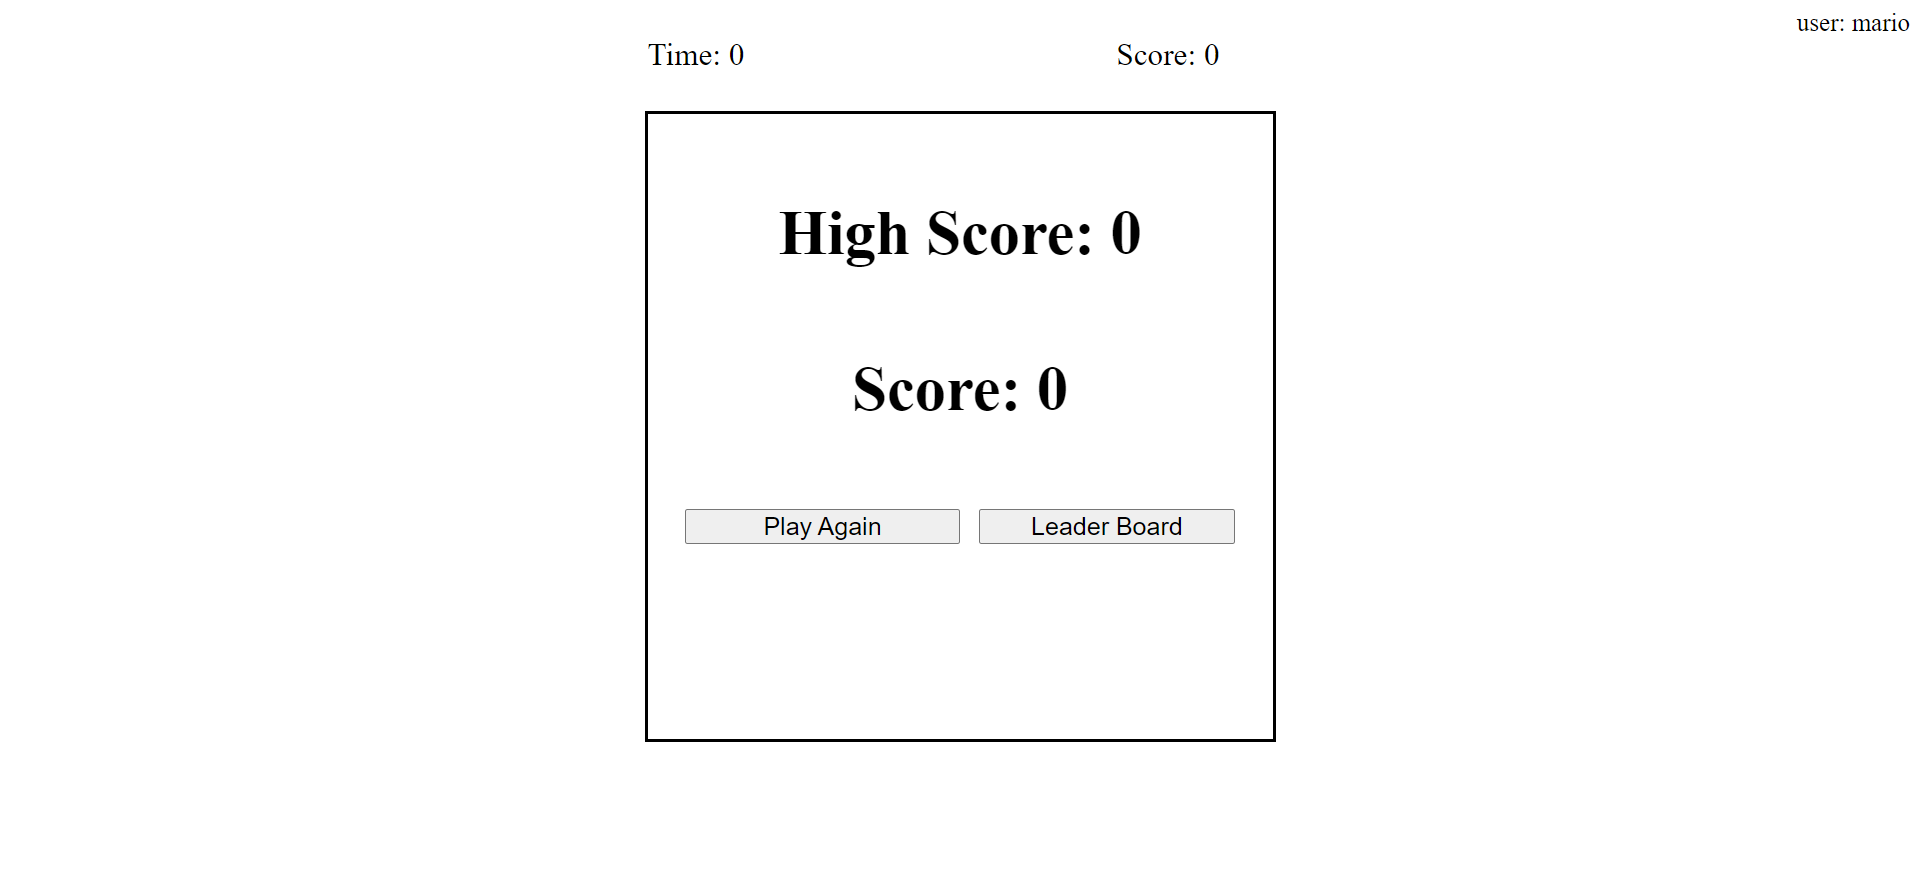 user: mario
Time: 0 Score: 0
High Score: 0
Score: 0
Play Again Leader Board